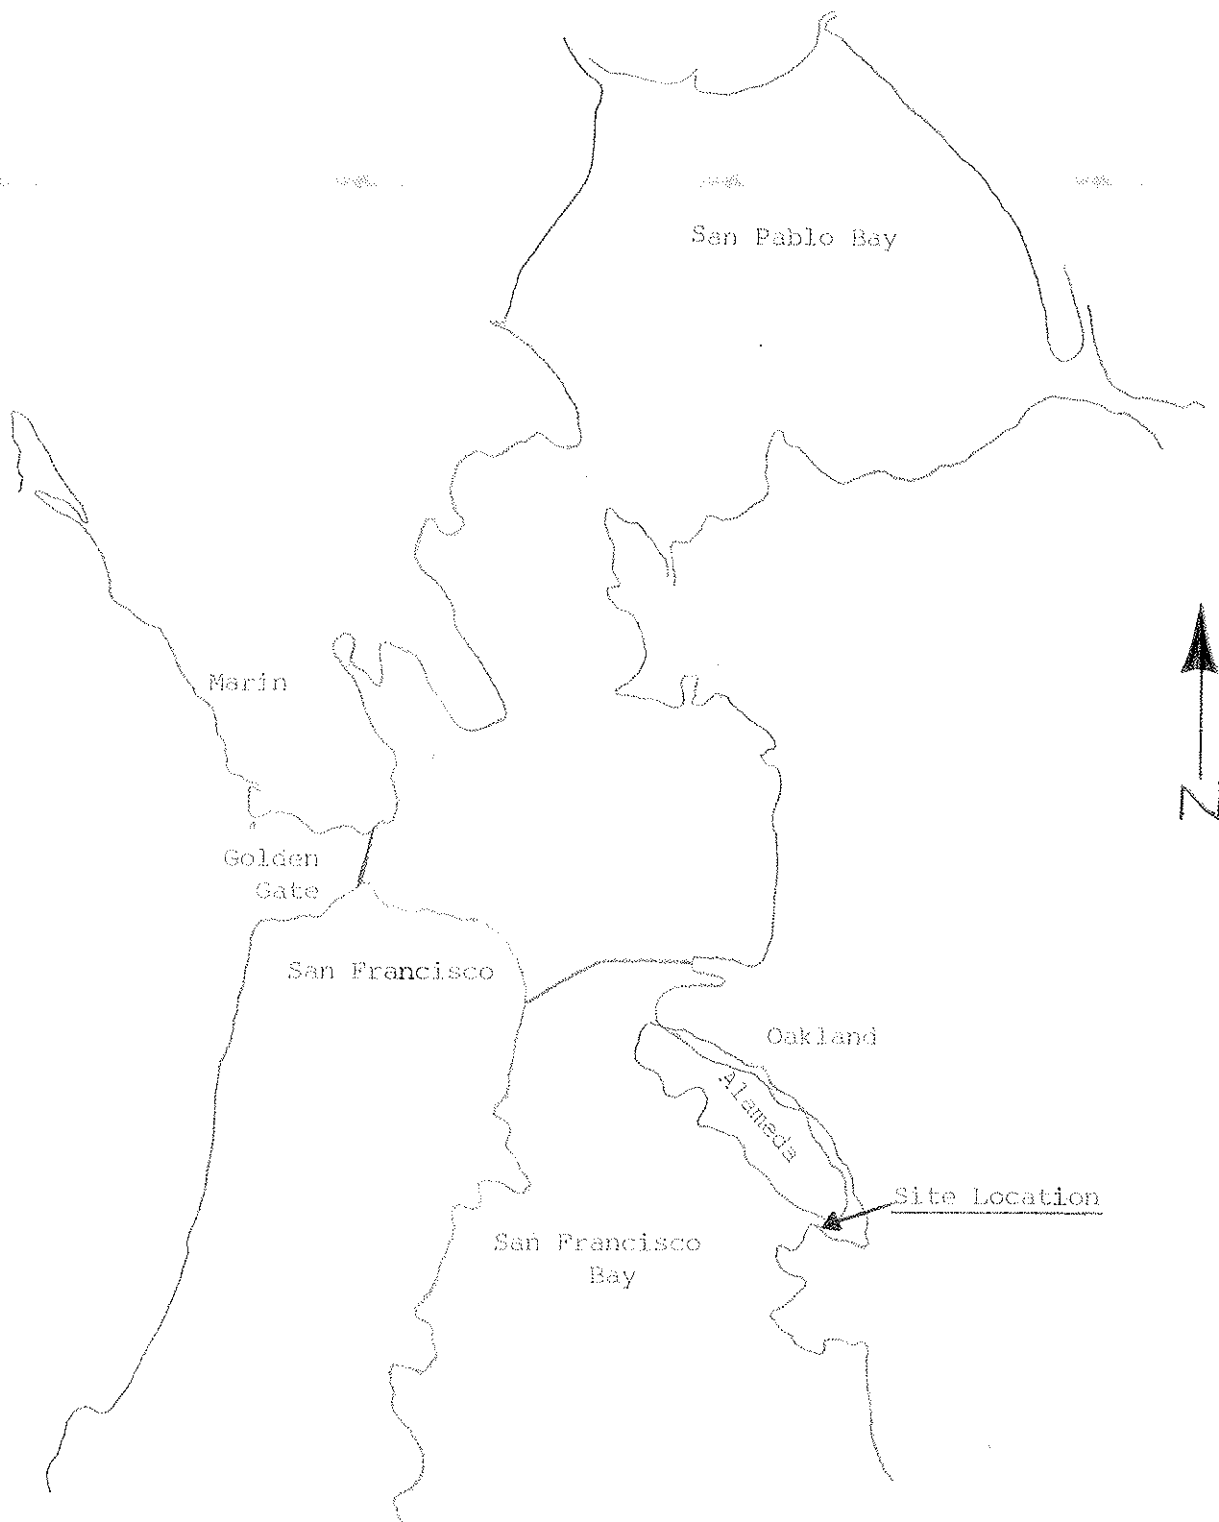 San Pablo Bay
Marin
N
Golden
Gate
San Francisco
Oakland
Alameda
Site Location
San Francisco
Bay